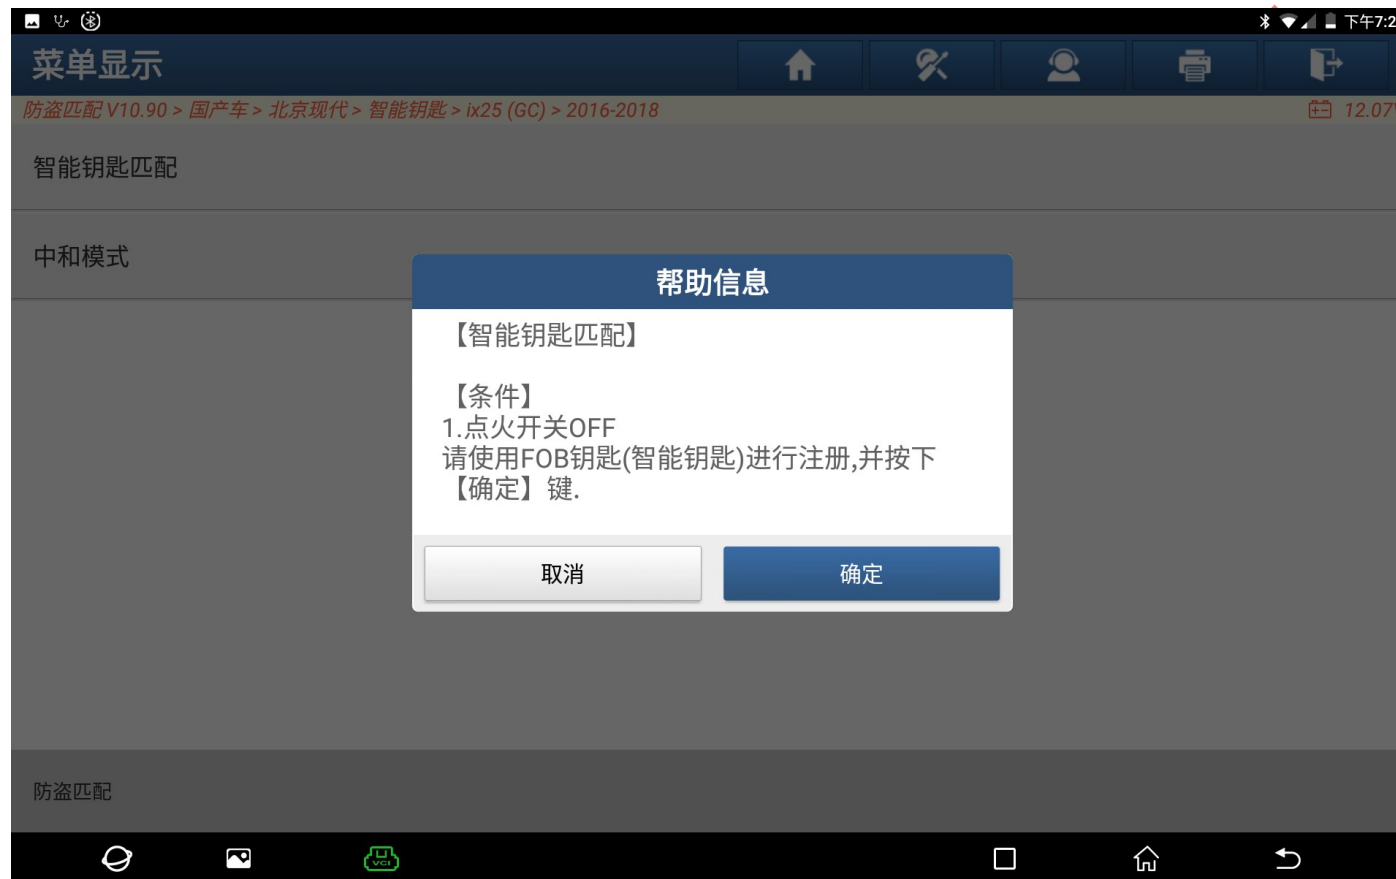 下午7:2
菜单显示
防盗匹配 V10.90 > 国产车 > 北京现代 > 智能钥匙 > ix25 (GC) > 2016-2018
12.07
智能钥匙匹配
中和模式
帮助信息
【智能钥匙匹配】
【条件】
1.点火开关OFF
请使用FOB钥匙(智能钥匙)进行注册,并按下
【确定】键.
取消
确定
防盗匹配
VCI